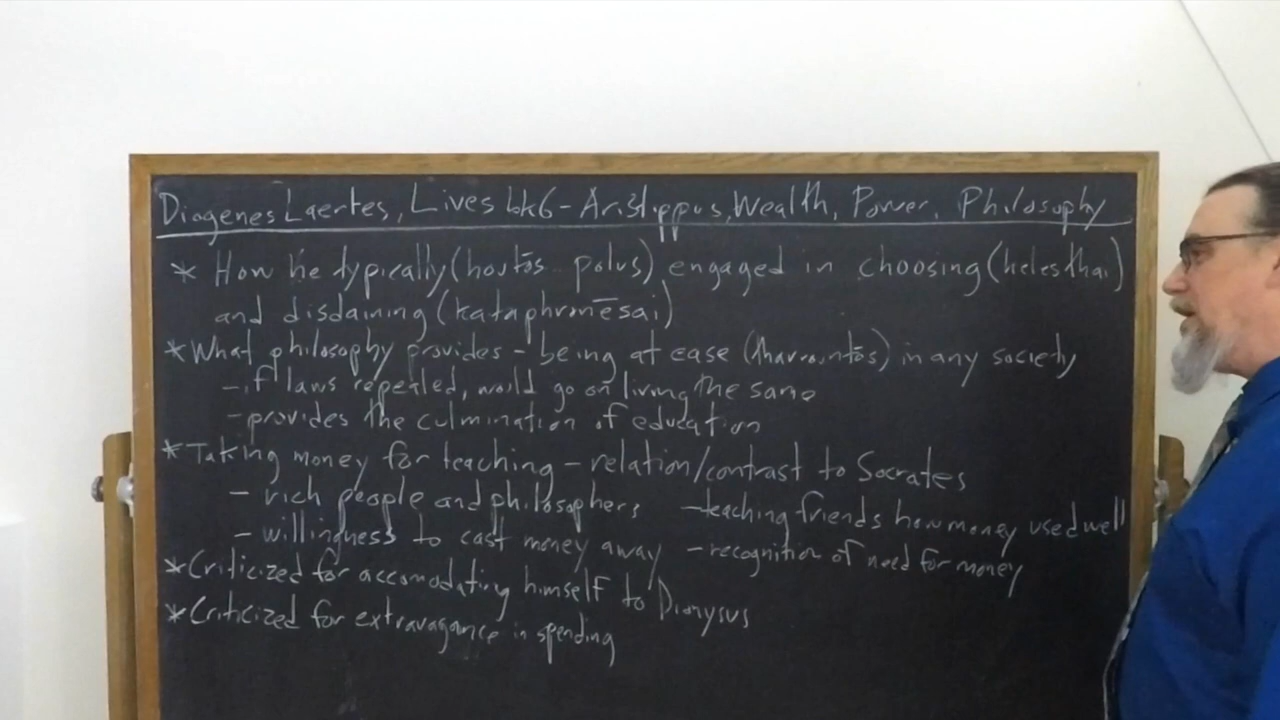 Diogenes Laertes, Lives bk6 - Aristippus, Wealth, Power, Philosophy
* How he typically (houtōs polus) engaged in choosing (helesthai)
and disdaining (kataphronēsai)
* What philosophy provides - being at ease in any society
- if laws repealed, would go on living the same
- provides the culmination of education
* Taking money for teaching - relation/contrast to Socrates
- rich people and philosophers - teaching friends how money used well
- willingness to cast money away - recognition of need for money
* Criticized for accomodating himself to Dionysus
* Criticized for extravagance in spending